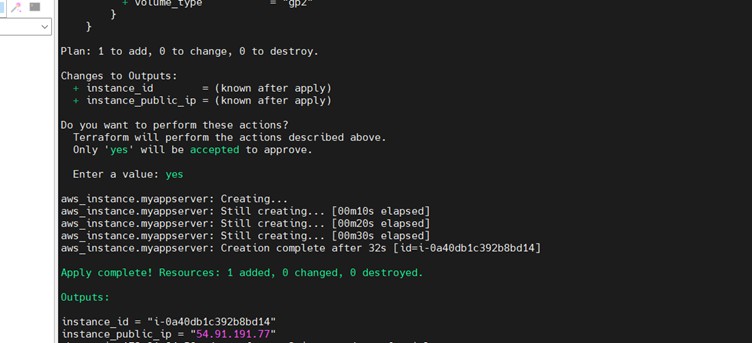 + volume_type = "gp2"
}
}
Plan: 1 to add, 0 to change, 0 to destroy.
Changes to Outputs:
+ instance_id = (known after apply)
+ instance_public_ip = (known after apply)
Do you want to perform these actions?
Terraform will perform the actions described above.
Only 'yes' will be accepted to approve.
Enter a value: yes
aws_instance.myappserver: Creating...
aws_instance.myappserver: Still creating... [00m10s elapsed]
aws_instance.myappserver: Still creating... [00m20s elapsed]
aws_instance.myappserver: Still creating... [00m30s elapsed]
aws_instance.myappserver: Creation complete after 32s [id=i-0a40db1c392b8bd14]
Apply complete! Resources: 1 added, 0 changed, 0 destroyed.
Outputs:
instance_id = "i-0a40db1c392b8bd14"
instance_public_ip = "54.91.191.77"